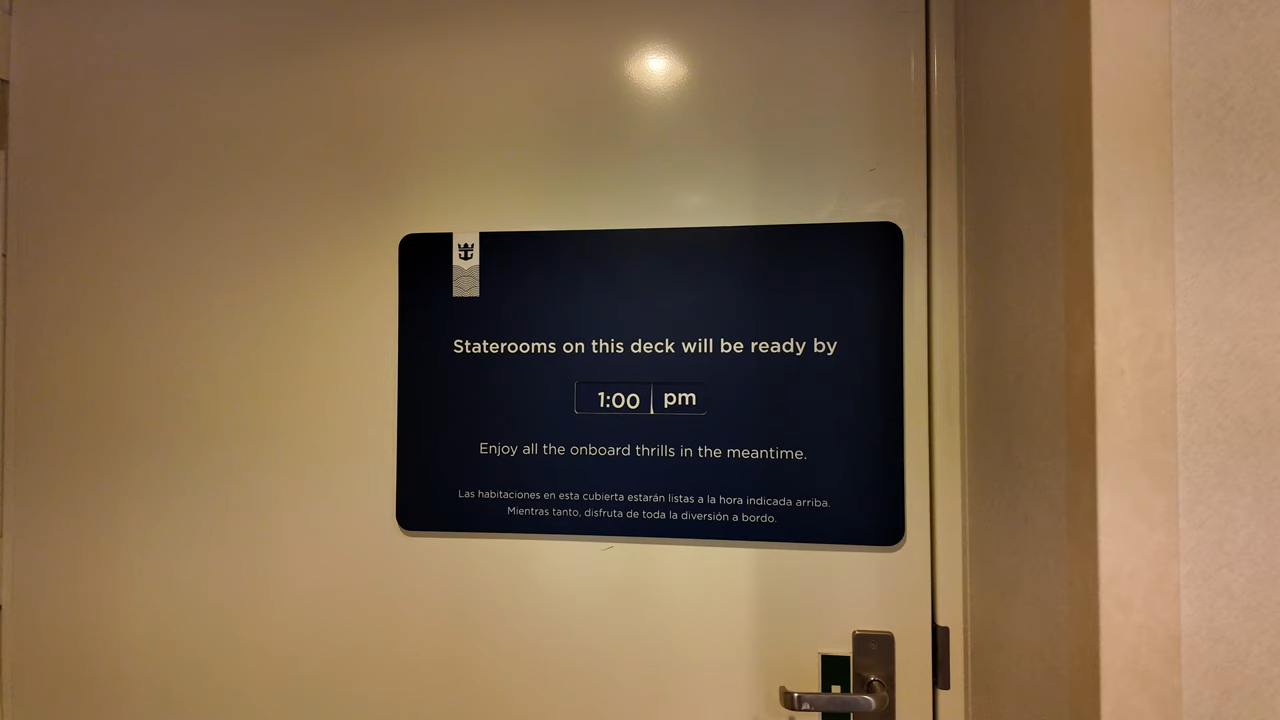 Staterooms on this deck will be ready by
1:00 pm
Enjoy all the onboard thrills in the meantime.
Las habitaciones en esta cubierta estarán listas a la hora indicada arriba.
Mientras tanto, disfruta de toda la diversión a bordo.